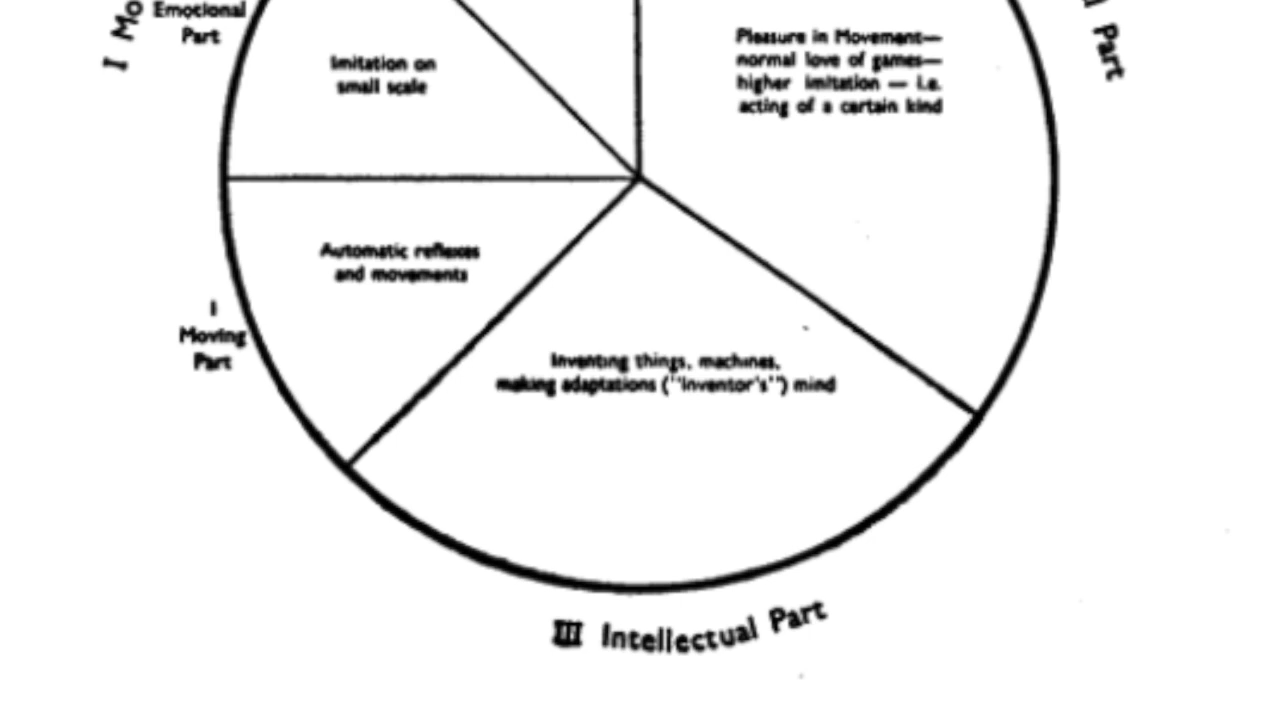 I Mo
Emotional
Part
Imitation on
small scale
Pleasure in Movement—
normal love of games—
higher imitation — i.e.
acting of a certain kind
l Part
Automatic reflexes
and movements
I
Moving
Part
Inventing things, machines,
making adaptations ("Inventor's") mind
III Intellectual Part